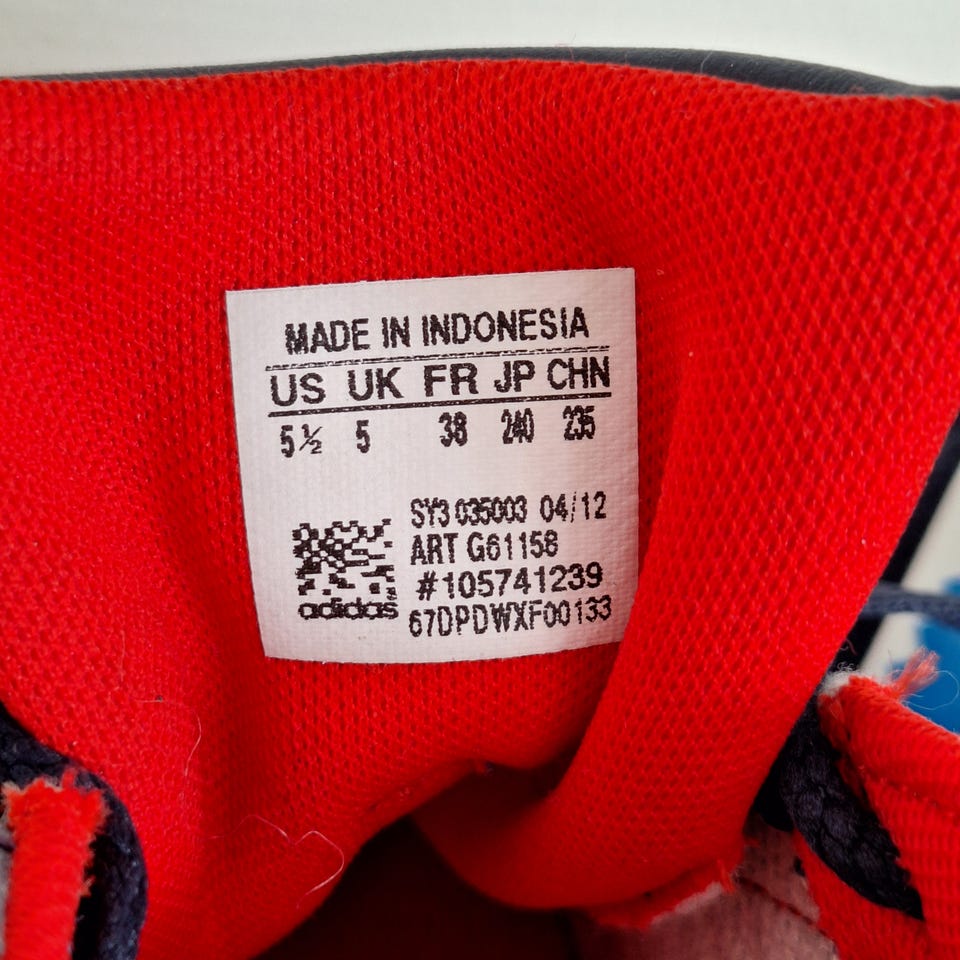 MADE IN INDONESIA
US UK FR JP CHN
5½ 5 38 240 235
SY3 035003 04/12
ART G61158
#105741239
adidas 67DPDWXF00133